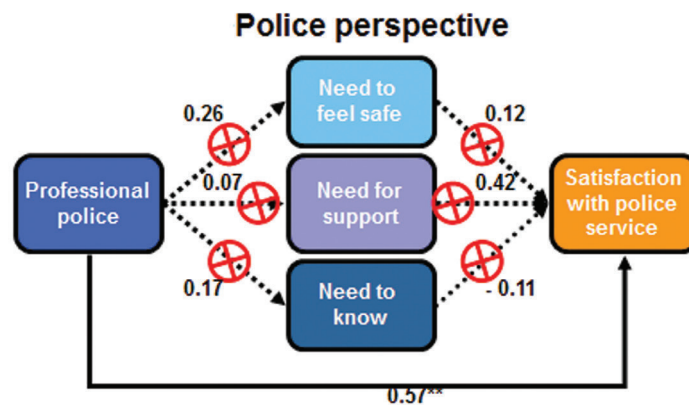 Police perspective
Need to
feel safe
0.26
0.12
Professional
police
0.07
Need for
support
0.42
Satisfaction
with police
service
0.17
Need to
know
- 0.11
0.57**